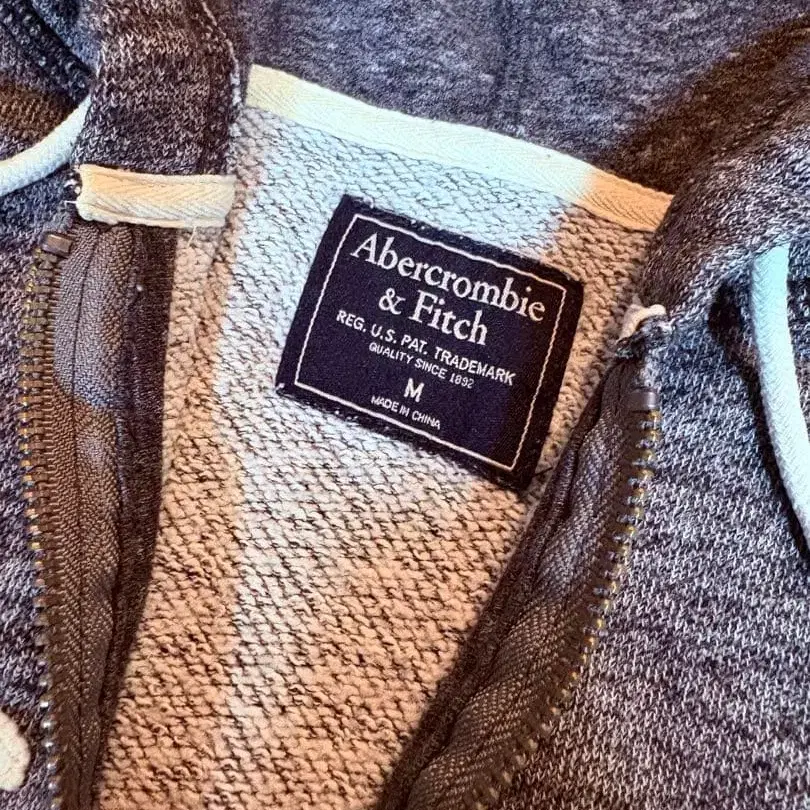 Abercrombie
& Fitch
REG. U.S. PAT. TRADEMARK
QUALITY SINCE 1892
M
MADE IN CHINA